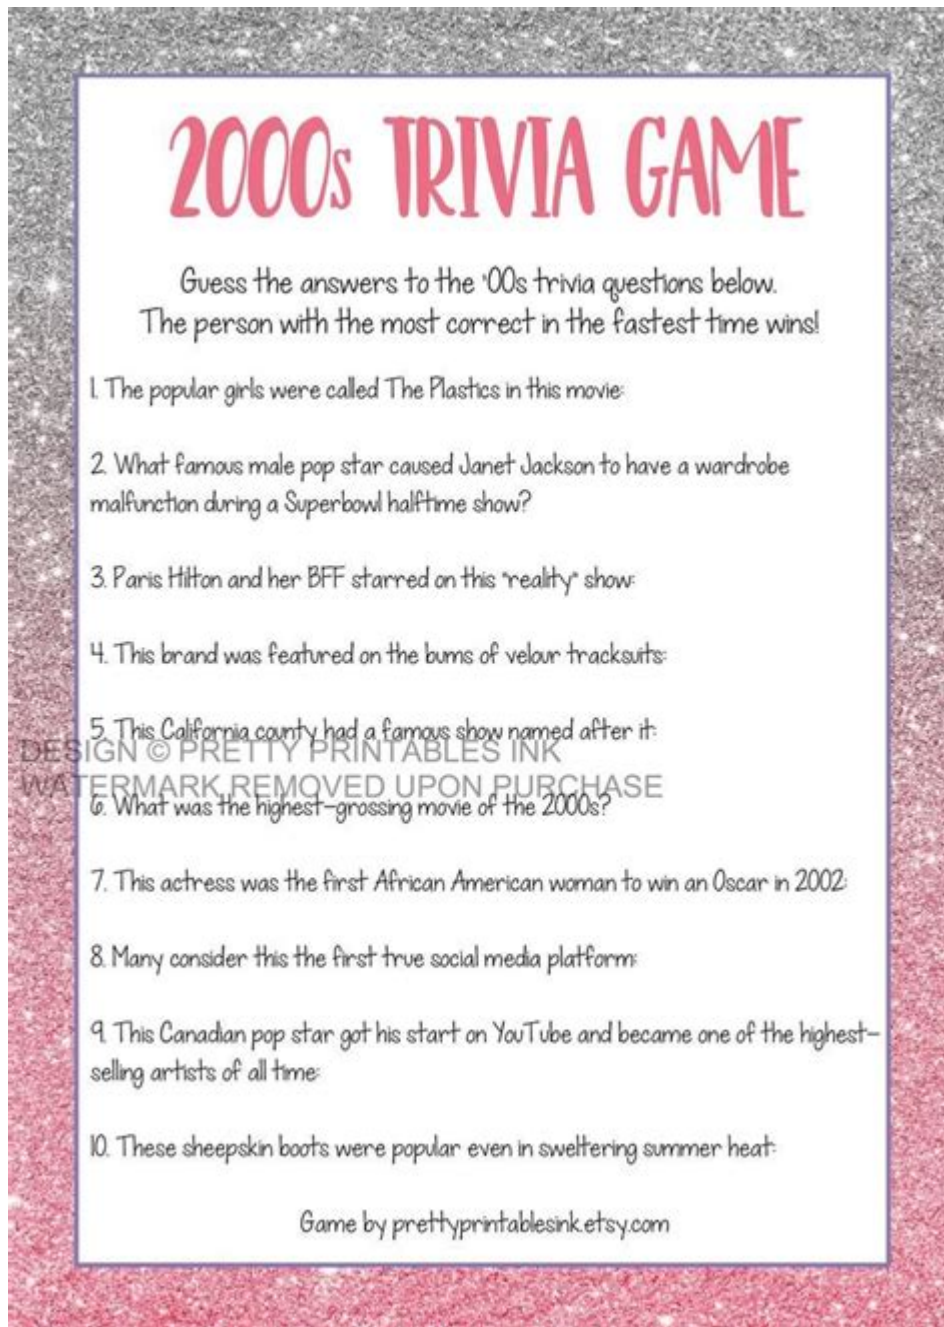 2000s TRIVIA GAME
Guess the answers to the '00s trivia questions below.
The person with the most correct in the fastest time wins!
1. The popular girls were called The Plastics in this movie:
2. What famous male pop star caused Janet Jackson to have a wardrobe
malfunction during a Superbowl halftime show?
3. Paris Hilton and her BFF starred on this "reality" show:
4. This brand was featured on the bums of velour tracksuits:
5. This California county had a famous show named after it:
DESIGN © PRETTY PRINTABLES INK
WATERMARK REMOVED UPON PURCHASE
6. What was the highest-grossing movie of the 2000s?
7. This actress was the first African American woman to win an Oscar in 2002:
8. Many consider this the first true social media platform:
9. This Canadian pop star got his start on YouTube and became one of the highest-
selling artists of all time:
10. These sheepskin boots were popular even in sweltering summer heat:
Game by prettyprintablesink.etsy.com